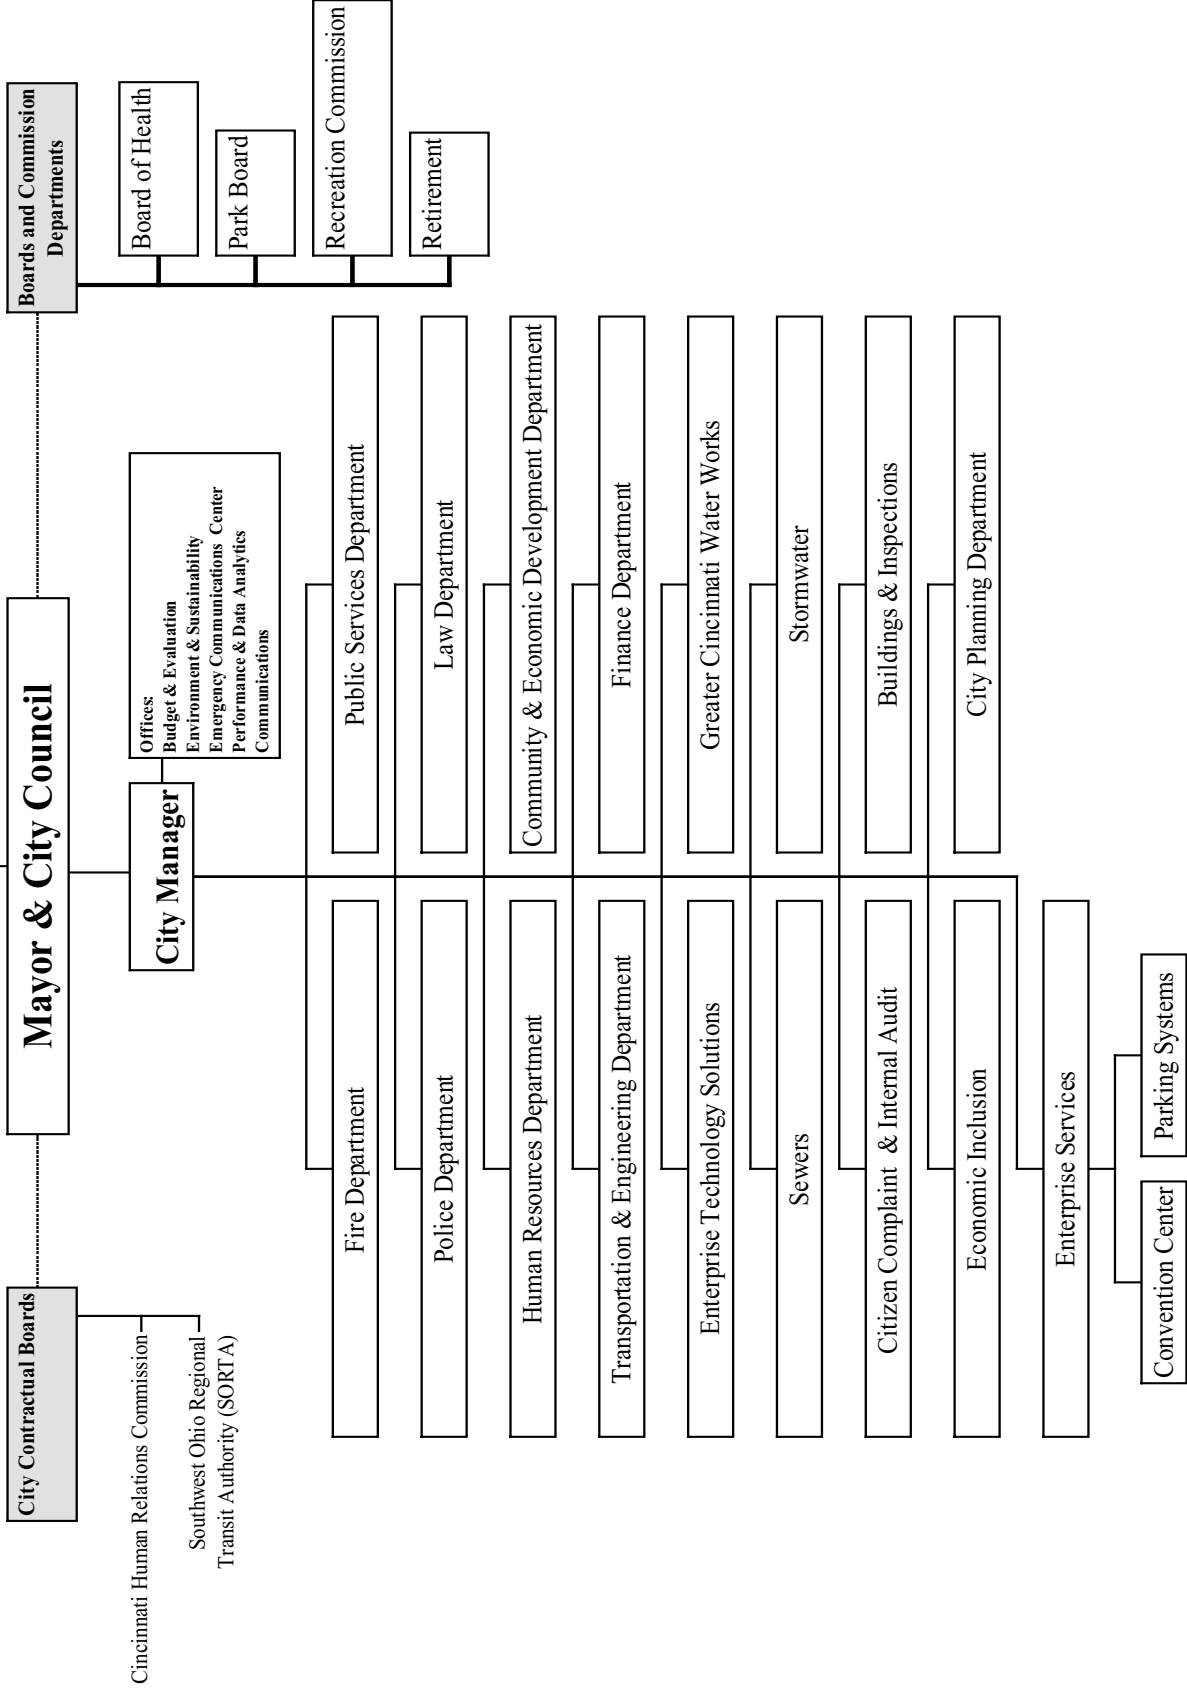 Mayor & City Council
City Contractual Boards
Cincinnati Human Relations Commission
Southwest Ohio Regional
Transit Authority (SORTA)
Boards and Commission
Departments
Board of Health
Park Board
Recreation Commission
Retirement
City Manager
Offices:
Budget & Evaluation
Environment & Sustainability
Emergency Communications Center
Performance & Data Analytics
Communications
Fire Department
Public Services Department
Police Department
Law Department
Human Resources Department
Community & Economic Development Department
Transportation & Engineering Department
Finance Department
Enterprise Technology Solutions
Greater Cincinnati Water Works
Sewers
Stormwater
Citizen Complaint & Internal Audit
Buildings & Inspections
Economic Inclusion
City Planning Department
Enterprise Services
Convention Center
Parking Systems